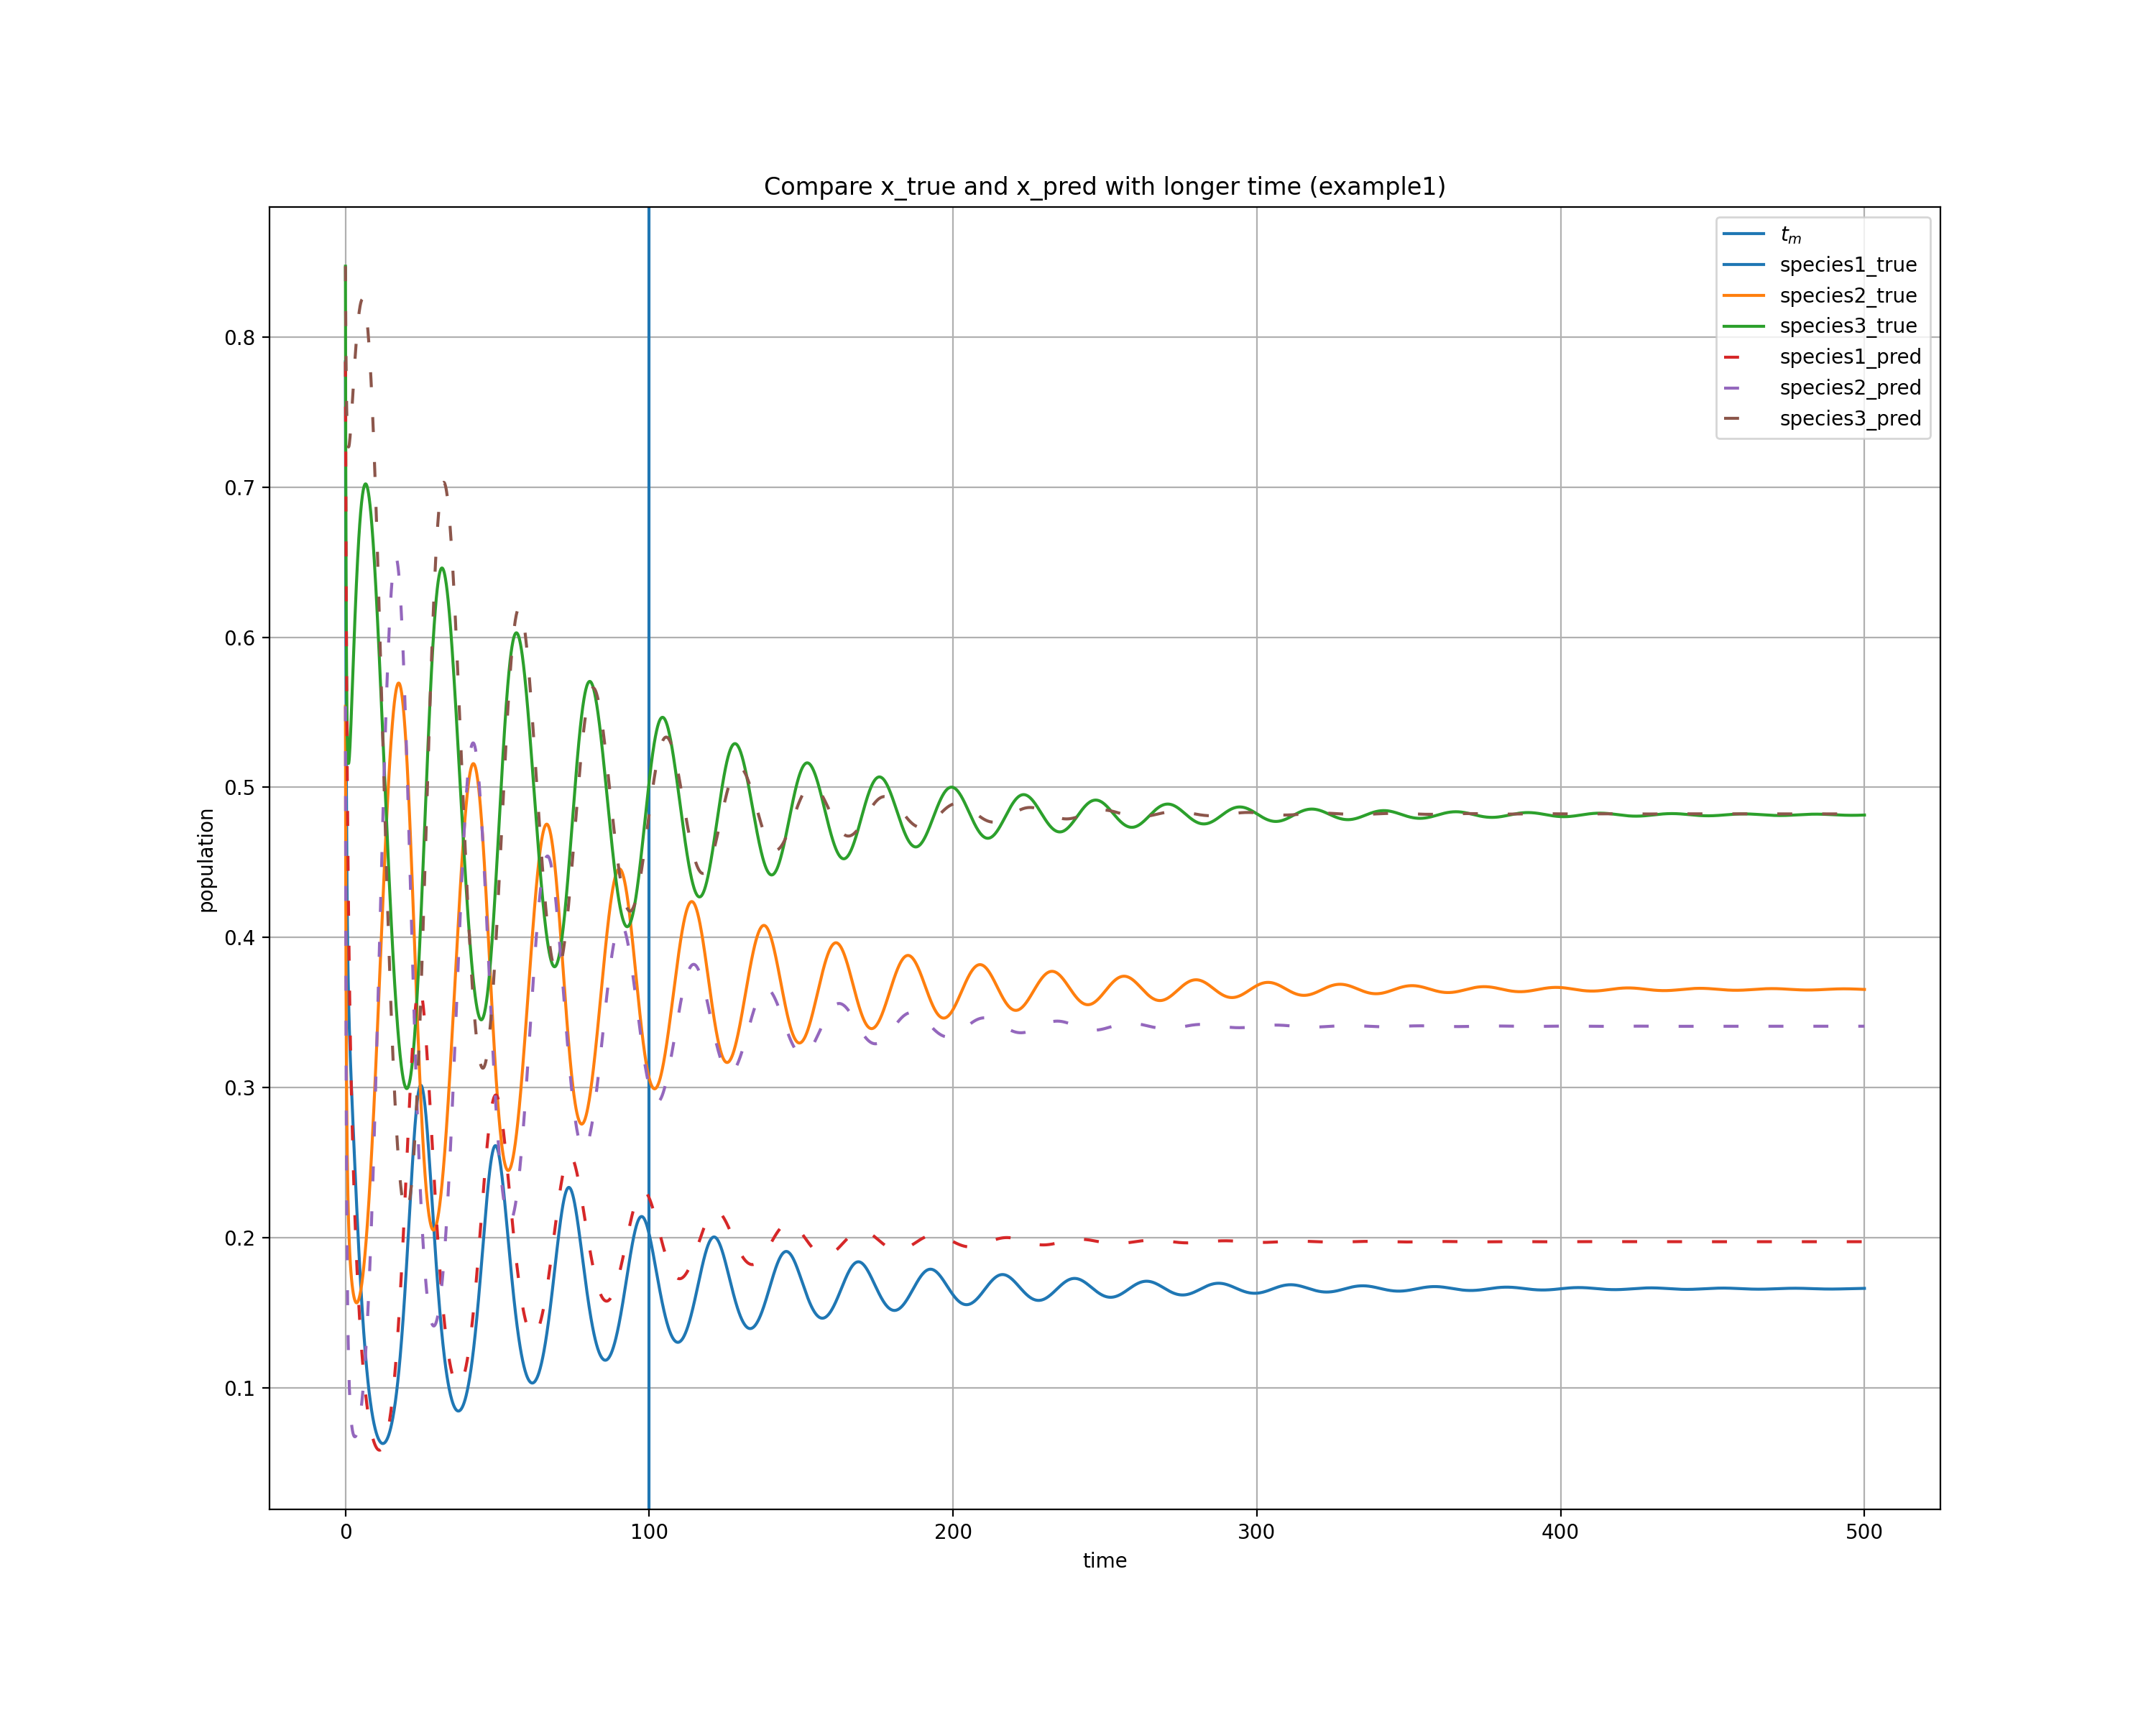 Compare x_true and x_pred with longer time (example1)
t_m
species1_true
species2_true
species3_true
species1_pred
species2_pred
species3_pred
0.8
0.7
0.6
0.5
0.4
0.3
0.2
0.1
population
0 100 200 300 400 500
time